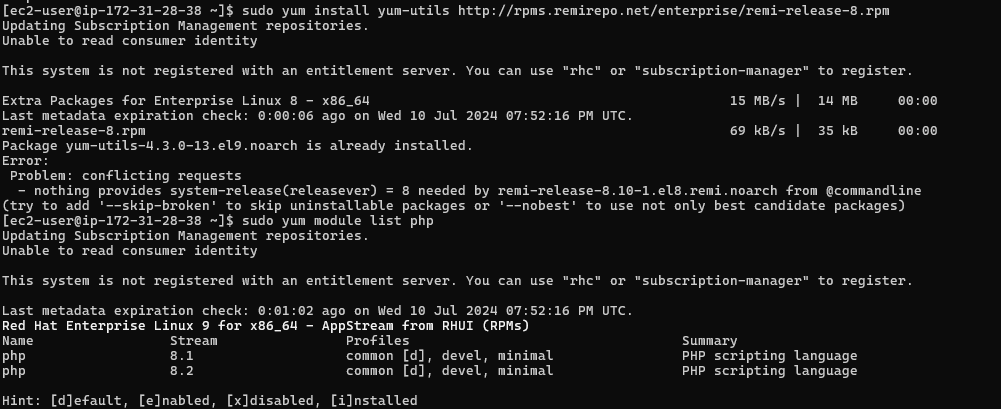 [ec2-user@ip-172-31-28-38 ~]$ sudo yum install yum-utils http://rpms.remirepo.net/enterprise/remi-release-8.rpm
Updating Subscription Management repositories.
Unable to read consumer identity
This system is not registered with an entitlement server. You can use "rhc" or "subscription-manager" to register.
Extra Packages for Enterprise Linux 8 - x86_64 15 MB/s | 14 MB 00:00
Last metadata expiration check: 0:00:06 ago on Wed 10 Jul 2024 07:52:16 PM UTC.
remi-release-8.rpm 69 kB/s | 35 kB 00:00
Package yum-utils-4.3.0-13.el9.noarch is already installed.
Error:
Problem: conflicting requests
- nothing provides system-release(releasever) = 8 needed by remi-release-8.10-1.el8.remi.noarch from @commandline
(try to add '--skip-broken' to skip uninstallable packages or '--nobest' to use not only best candidate packages)
[ec2-user@ip-172-31-28-38 ~]$ sudo yum module list php
Updating Subscription Management repositories.
Unable to read consumer identity
This system is not registered with an entitlement server. You can use "rhc" or "subscription-manager" to register.
Last metadata expiration check: 0:01:02 ago on Wed 10 Jul 2024 07:52:16 PM UTC.
Red Hat Enterprise Linux 9 for x86_64 - AppStream from RHUI (RPMs)
Name Stream Profiles Summary
php 8.1 common [d], devel, minimal PHP scripting language
php 8.2 common [d], devel, minimal PHP scripting language
Hint: [d]efault, [e]nabled, [x]disabled, [i]nstalled